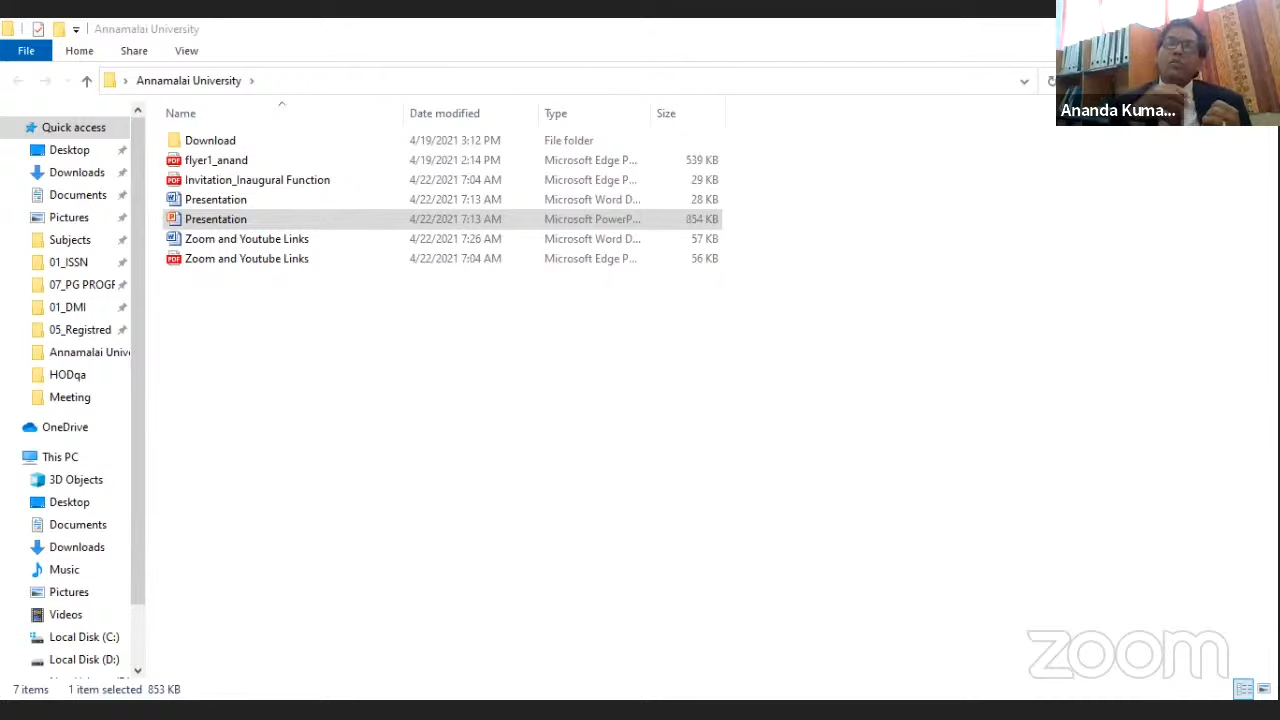 Annamalai University
File Home Share View
Annamalai University
Name Date modified Type Size
Quick access
Desktop
Downloads
Documents
Pictures
Subjects
01_ISSN
07_PG PROGF
01_DMI
05_Registred
Annamalai Univ
HODqa
Meeting
OneDrive
This PC
3D Objects
Desktop
Documents
Downloads
Music
Pictures
Videos
Local Disk (C:)
Local Disk (D:)
Download 4/19/2021 3:12 PM File folder
PDF flyer1_anand 4/19/2021 2:14 PM Microsoft Edge P... 539 KB
PDF Invitation_Inaugural Function 4/22/2021 7:04 AM Microsoft Edge P... 29 KB
Presentation 4/22/2021 7:13 AM Microsoft Word D... 28 KB
Presentation 4/22/2021 7:13 AM Microsoft PowerP... 854 KB
Zoom and Youtube Links 4/22/2021 7:26 AM Microsoft Word D... 57 KB
PDF Zoom and Youtube Links 4/22/2021 7:04 AM Microsoft Edge P... 56 KB
Ananda Kuma...
zoom
7 items 1 item selected 853 KB